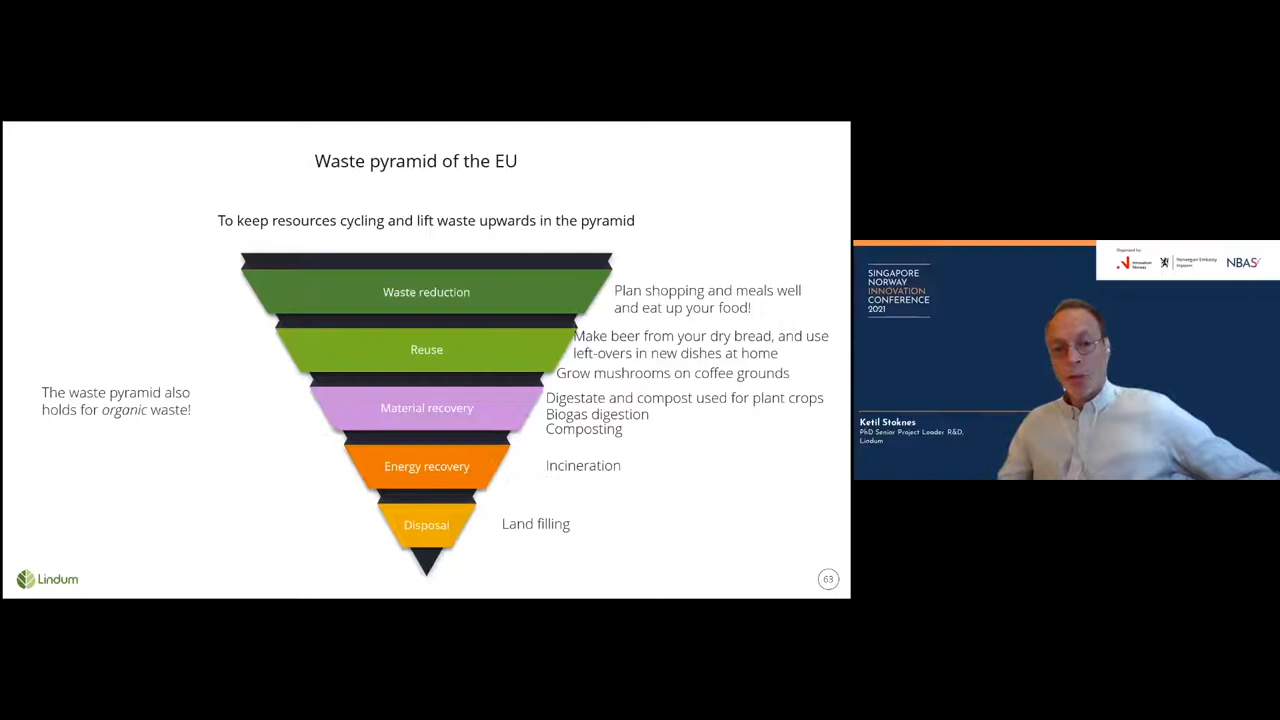 Waste pyramid of the EU
To keep resources cycling and lift waste upwards in the pyramid
Waste reduction
Plan shopping and meals well
and eat up your food!
Reuse
Make beer from your dry bread, and use
left-overs in new dishes at home
Grow mushrooms on coffee grounds
The waste pyramid also
holds for organic waste!
Material recovery
Digestate and compost used for plant crops
Biogas digestion
Composting
Energy recovery
Incineration
Disposal
Land filling
Lindum
63
Organized by:
Innovation
Norway
Norwegian Embassy
Singapore
NBAS
SINGAPORE
NORWAY
INNOVATION
CONFERENCE
2021
Ketil Stoknes
PhD Senior Project Leader R&D,
Lindum